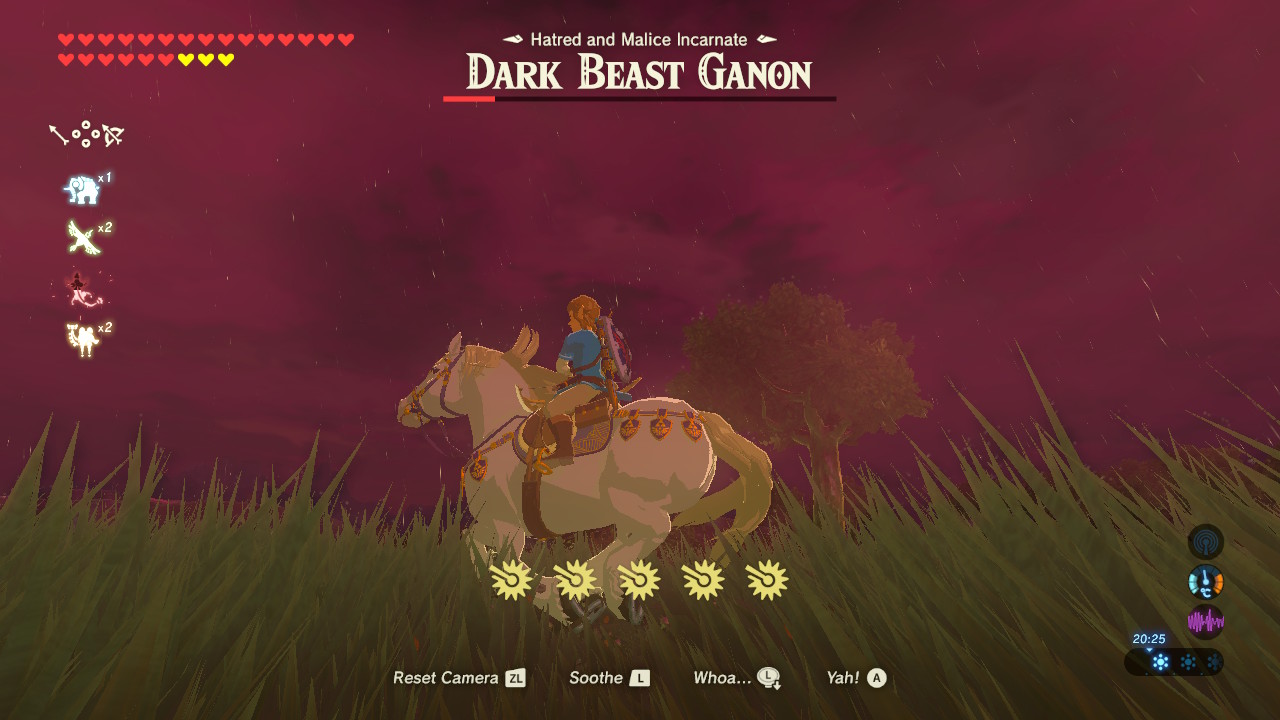 Hatred and Malice Incarnate
DARK BEAST GANON
x1
x2
x2
20:25
°C
Reset Camera ZL Soothe L Whoa... L Yah! A